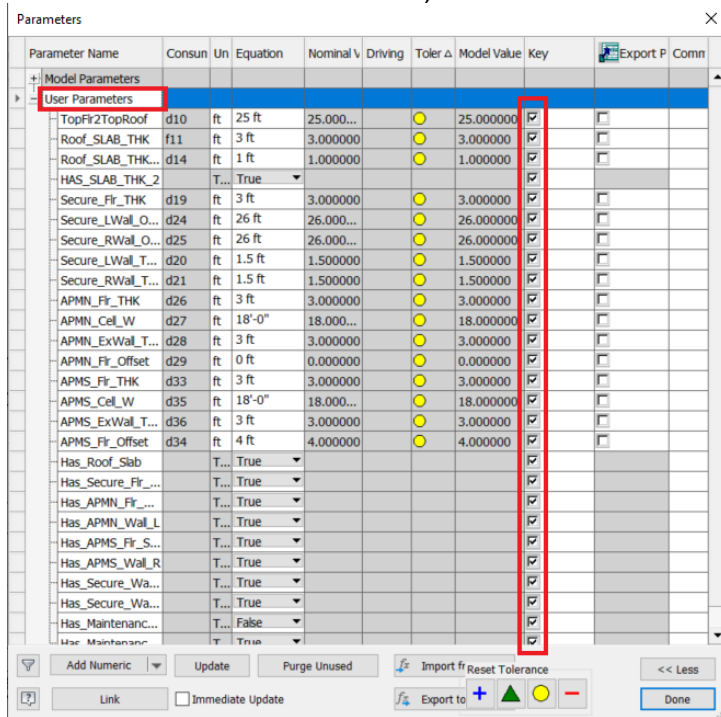 Parameters
Parameter Name Consun Un Equation Nominal V Driving Toler Model Value Key Export P Comm
Model Parameters
User Parameters
TopFlr2TopRoof d10 ft 25 ft 25.000... 25.000000
Roof_SLAB_THK f11 ft 3 ft 3.000000 3.000000
Roof_SLAB_THK... d14 ft 1 ft 1.000000 1.000000
HAS_SLAB_THK_2 T... True
Secure_Flr_THK d19 ft 3 ft 3.000000 3.000000
Secure_LWall_O... d24 ft 26 ft 26.000... 26.000000
Secure_RWall_O... d25 ft 26 ft 26.000... 26.000000
Secure_LWall_T... d20 ft 1.5 ft 1.500000 1.500000
Secure_RWall_T... d21 ft 1.5 ft 1.500000 1.500000
APMN_Flr_THK d26 ft 3 ft 3.000000 3.000000
APMN_Cell_W d27 ft 18'-0" 18.000... 18.000000
APMN_ExWall_T... d28 ft 3 ft 3.000000 3.000000
APMN_Flr_Offset d29 ft 0 ft 0.000000 0.000000
APMS_Flr_THK d33 ft 3 ft 3.000000 3.000000
APMS_Cell_W d35 ft 18'-0" 18.000... 18.000000
APMS_ExWall_T... d36 ft 3 ft 3.000000 3.000000
APMS_Flr_Offset d34 ft 4 ft 4.000000 4.000000
Has_Roof_Slab T... True
Has_Secure_Flr_... T... True
Has_APMN_Flr_... T... True
Has_APMN_Wall_L T... True
Has_APMS_Flr_S... T... True
Has_APMS_Wall_R T... True
Has_Secure_Wa... T... True
Has_Secure_Wa... T... True
Has_Maintenanc... T... False
Has_Maintenanc T True
Add Numeric Update Purge Unused Import fr Reset Tolerance << Less
Link Immediate Update Export to Done